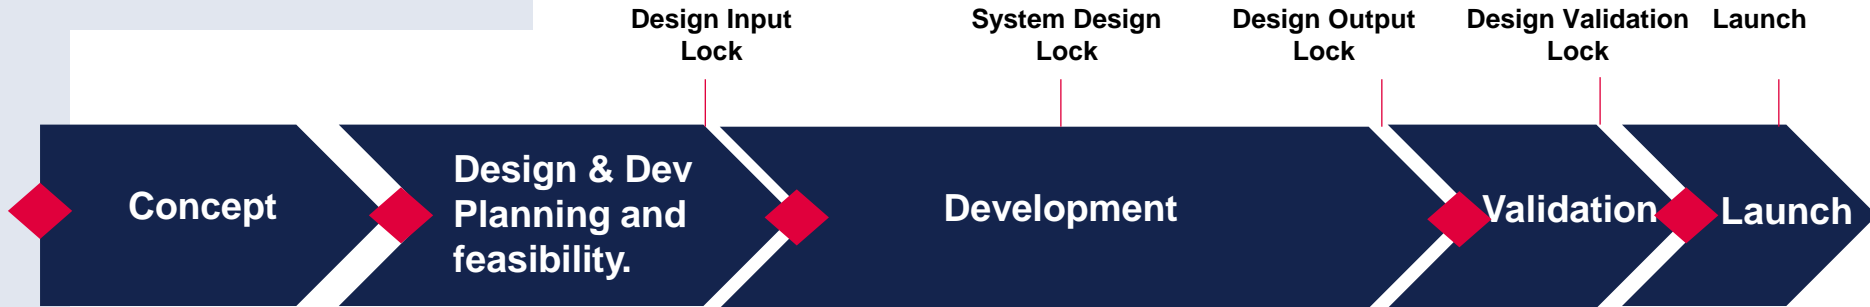 Design Input
Lock
System Design
Lock
Design Output
Lock
Design Validation
Lock
Launch
Concept
Design & Dev
Planning and
feasibility.
Development
Validation
Launch